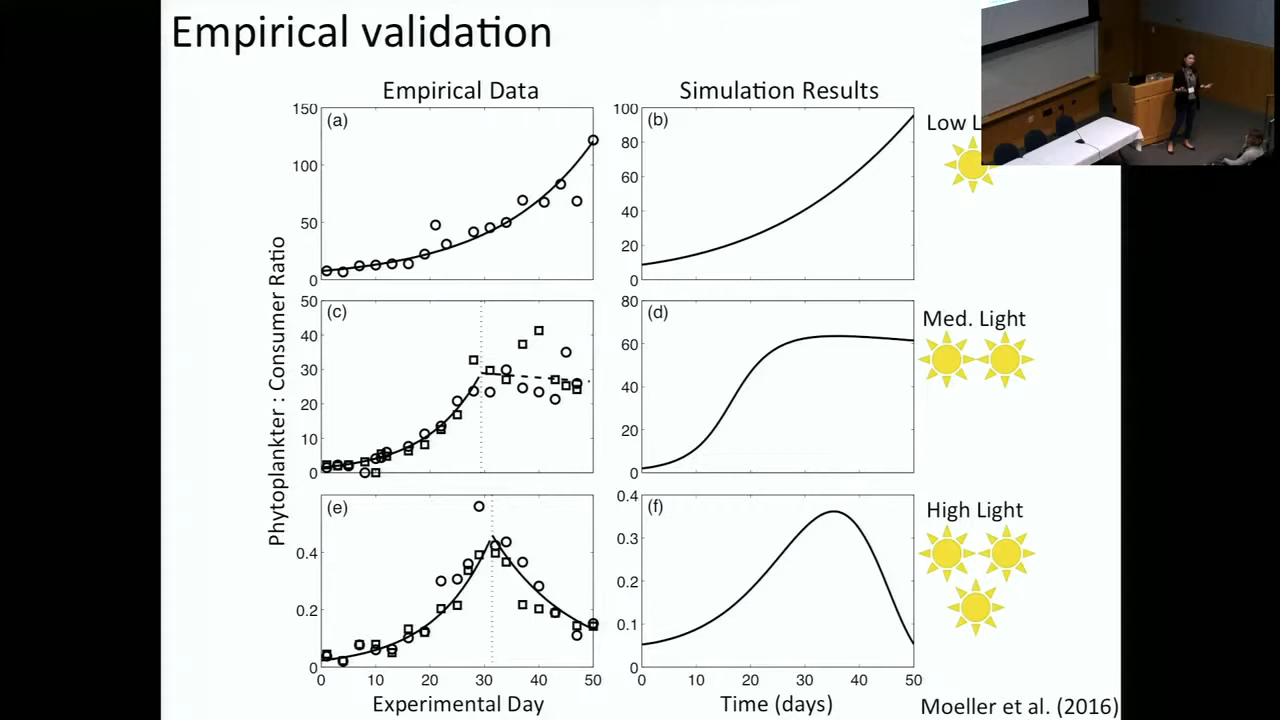 Empirical validation
Empirical Data
Simulation Results
Phytoplankter : Consumer Ratio
150
100
50
0
(a)
100
80
60
40
20
0
(b)
Low L
50
40
30
20
10
0
(c)
80
60
40
20
0
(d)
Med. Light
0.4
0.2
0
(e)
0.4
0.3
0.2
0.1
0
(f)
High Light
0 10 20 30 40 50
0 10 20 30 40 50
Experimental Day
Time (days)
Moeller et al. (2016)